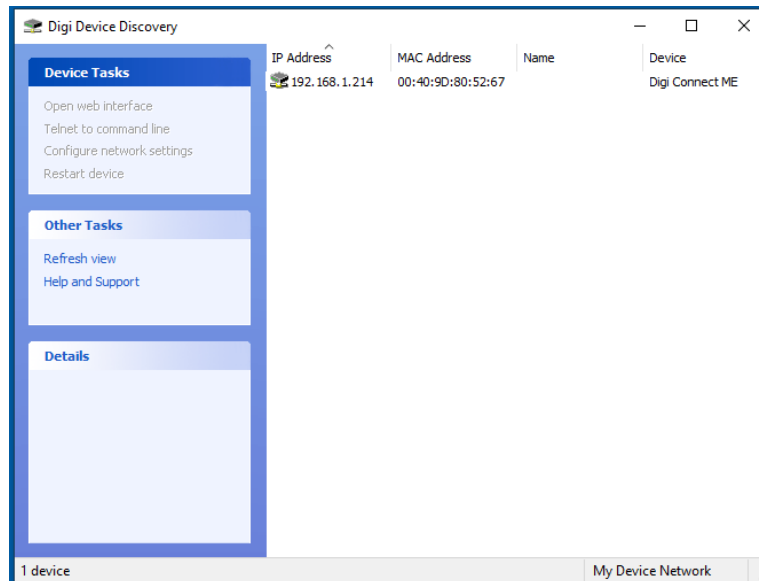 Digi Device Discovery
Device Tasks
Open web interface
Telnet to command line
Configure network settings
Restart device
Other Tasks
Refresh view
Help and Support
Details
IP Address MAC Address Name Device
192.168.1.214 00:40:9D:80:52:67 Digi Connect ME
1 device My Device Network